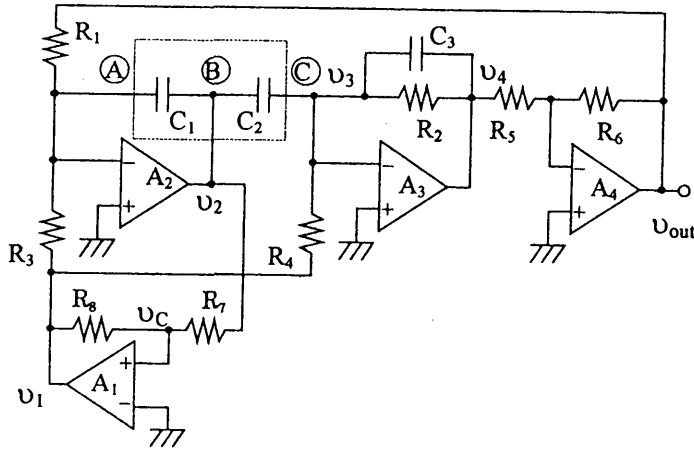 R₁
Ⓐ
Ⓑ
Ⓒ
υ₃
C₃
υ₄
C₁
C₂
R₂
R₅
R₆
−
A₂
+
υ₂
−
A₃
+
−
A₄
+
υout
R₃
R₄
R₈
υC
R₇
υ₁
A₁
+
−